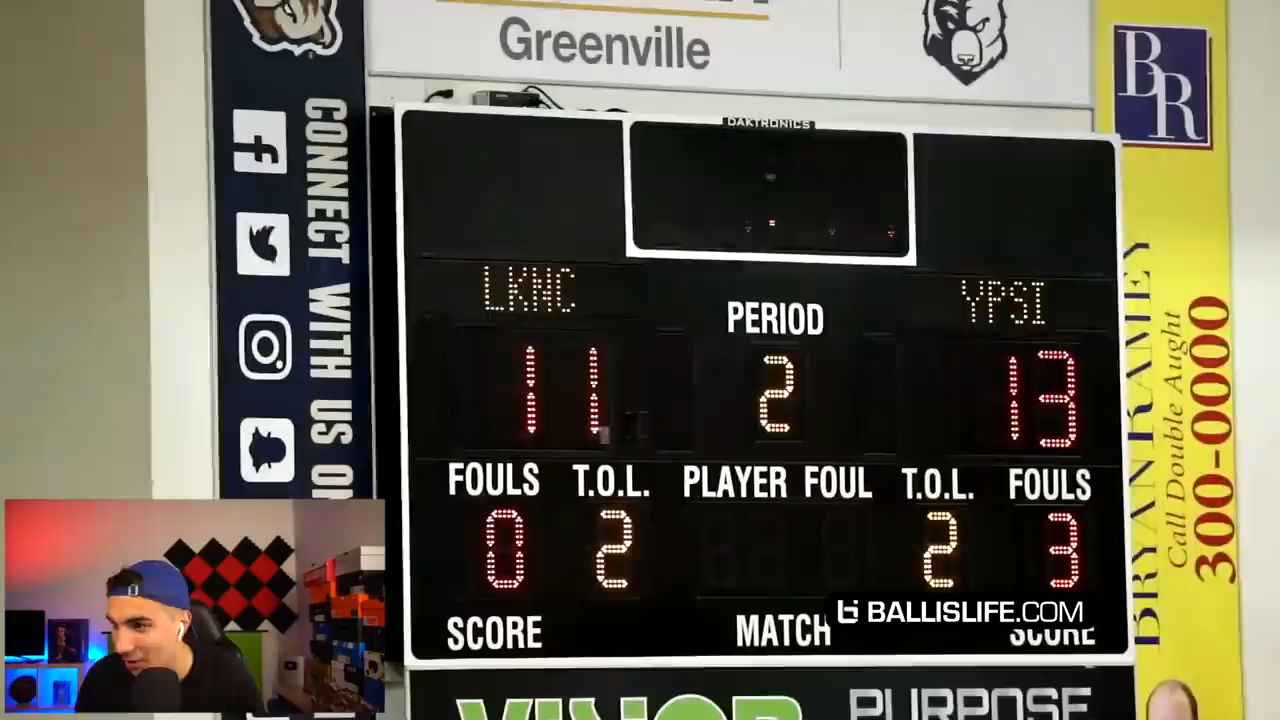 Greenville
BR
DAKTRONICS
CONNECT WITH US ON
LKNC
PERIOD
YPSI
11
2
13
FOULS T.O.L. PLAYER FOUL T.O.L. FOULS
0 2 2 3
SCORE MATCH SCORE
BALLISLIFE.COM
BRYAN RAMEY
Call Double Aught
300-0000
PURPOSE